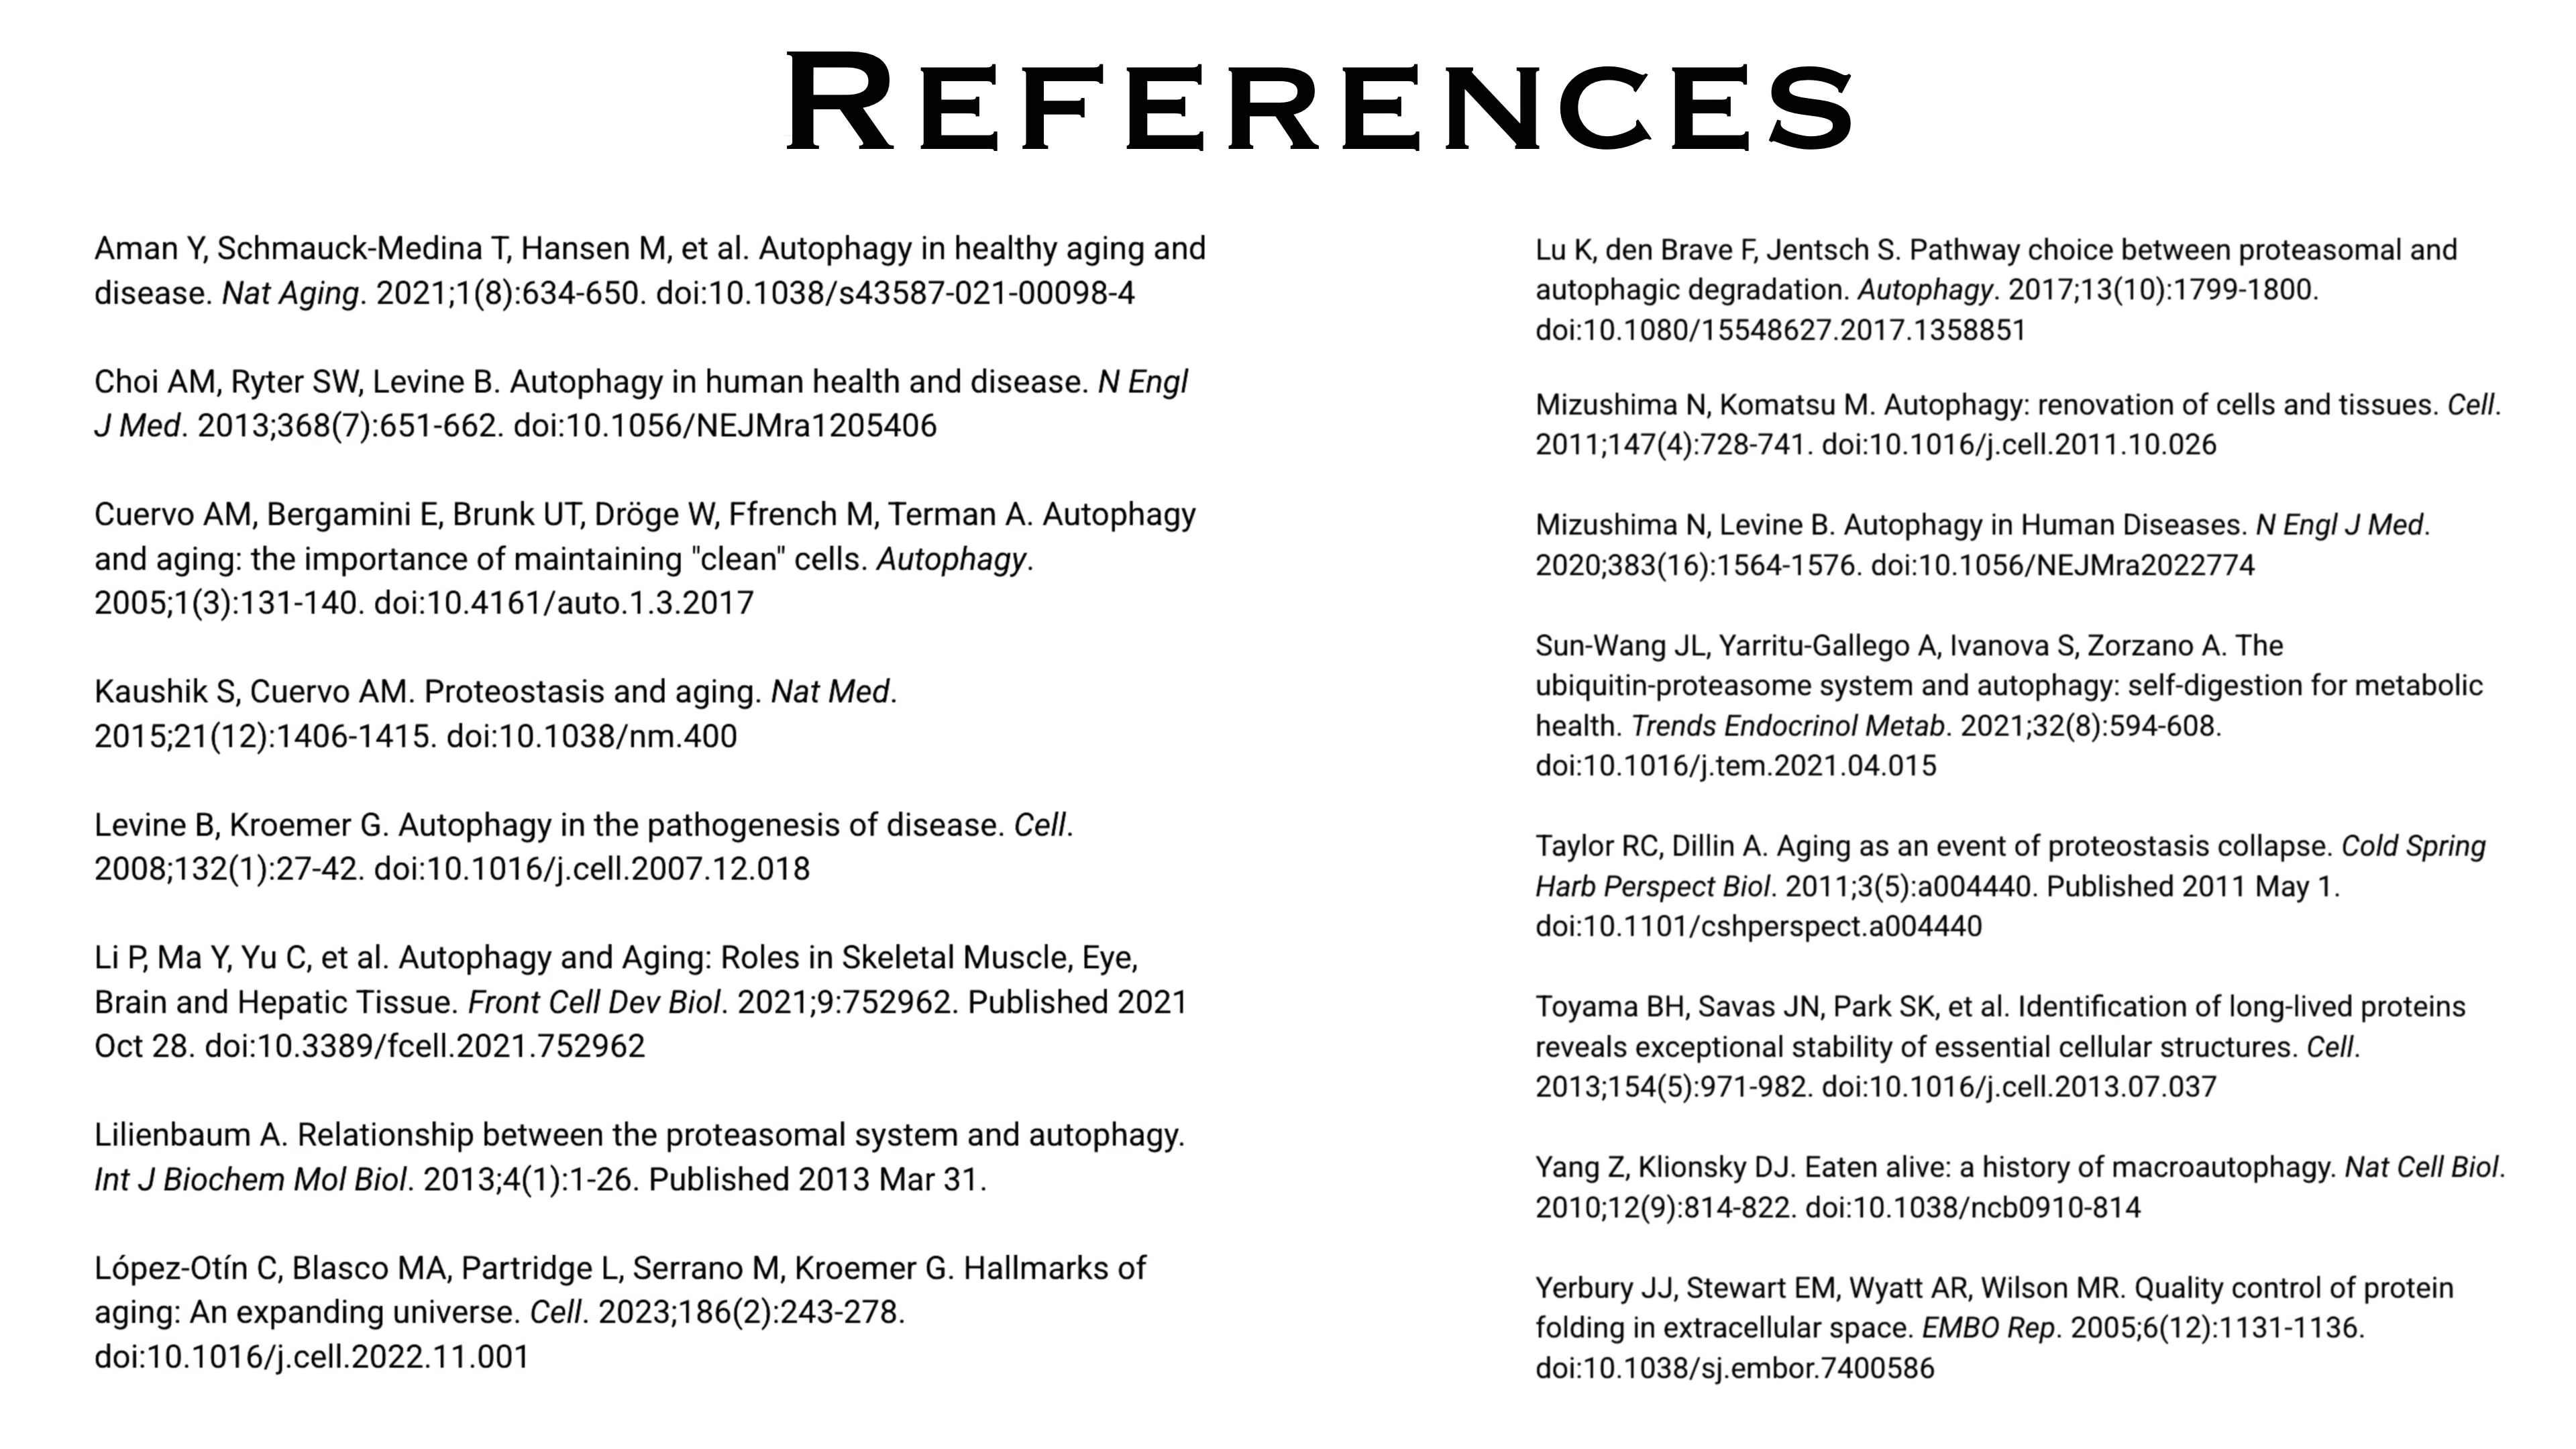 REFERENCES
Aman Y, Schmauck-Medina T, Hansen M, et al. Autophagy in healthy aging and
disease. Nat Aging. 2021;1(8):634-650. doi:10.1038/s43587-021-00098-4
Choi AM, Ryter SW, Levine B. Autophagy in human health and disease. N Engl
J Med. 2013;368(7):651-662. doi:10.1056/NEJMra1205406
Cuervo AM, Bergamini E, Brunk UT, Dröge W, Ffrench M, Terman A. Autophagy
and aging: the importance of maintaining "clean" cells. Autophagy.
2005;1(3):131-140. doi:10.4161/auto.1.3.2017
Kaushik S, Cuervo AM. Proteostasis and aging. Nat Med.
2015;21(12):1406-1415. doi:10.1038/nm.400
Levine B, Kroemer G. Autophagy in the pathogenesis of disease. Cell.
2008;132(1):27-42. doi:10.1016/j.cell.2007.12.018
Li P, Ma Y, Yu C, et al. Autophagy and Aging: Roles in Skeletal Muscle, Eye,
Brain and Hepatic Tissue. Front Cell Dev Biol. 2021;9:752962. Published 2021
Oct 28. doi:10.3389/fcell.2021.752962
Lilienbaum A. Relationship between the proteasomal system and autophagy.
Int J Biochem Mol Biol. 2013;4(1):1-26. Published 2013 Mar 31.
López-Otín C, Blasco MA, Partridge L, Serrano M, Kroemer G. Hallmarks of
aging: An expanding universe. Cell. 2023;186(2):243-278.
doi:10.1016/j.cell.2022.11.001
Lu K, den Brave F, Jentsch S. Pathway choice between proteasomal and
autophagic degradation. Autophagy. 2017;13(10):1799-1800.
doi:10.1080/15548627.2017.1358851
Mizushima N, Komatsu M. Autophagy: renovation of cells and tissues. Cell.
2011;147(4):728-741. doi:10.1016/j.cell.2011.10.026
Mizushima N, Levine B. Autophagy in Human Diseases. N Engl J Med.
2020;383(16):1564-1576. doi:10.1056/NEJMra2022774
Sun-Wang JL, Yarritu-Gallego A, Ivanova S, Zorzano A. The
ubiquitin-proteasome system and autophagy: self-digestion for metabolic
health. Trends Endocrinol Metab. 2021;32(8):594-608.
doi:10.1016/j.tem.2021.04.015
Taylor RC, Dillin A. Aging as an event of proteostasis collapse. Cold Spring
Harb Perspect Biol. 2011;3(5):a004440. Published 2011 May 1.
doi:10.1101/cshperspect.a004440
Toyama BH, Savas JN, Park SK, et al. Identification of long-lived proteins
reveals exceptional stability of essential cellular structures. Cell.
2013;154(5):971-982. doi:10.1016/j.cell.2013.07.037
Yang Z, Klionsky DJ. Eaten alive: a history of macroautophagy. Nat Cell Biol.
2010;12(9):814-822. doi:10.1038/ncb0910-814
Yerbury JJ, Stewart EM, Wyatt AR, Wilson MR. Quality control of protein
folding in extracellular space. EMBO Rep. 2005;6(12):1131-1136.
doi:10.1038/sj.embor.7400586